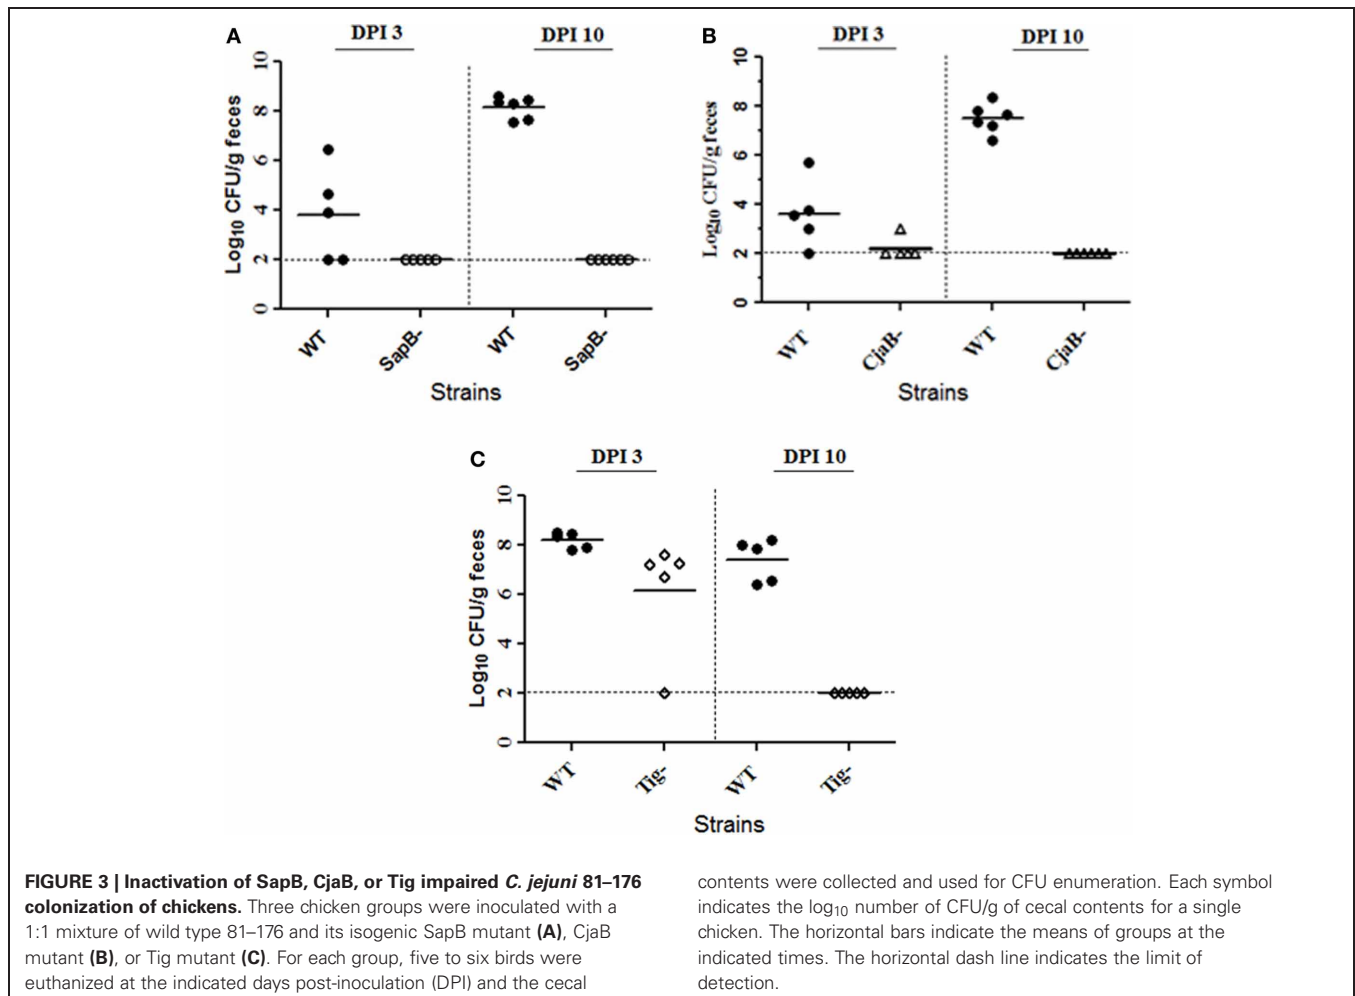 A
DPI 3
DPI 10
Log10 CFU/g feces
10
8
6
4
2
0
WT
SapB-
WT
SapB-
Strains
B
DPI 3
DPI 10
Log10 CFU/g feces
10
8
6
4
2
0
WT
CjaB-
WT
CjaB-
Strains
C
DPI 3
DPI 10
Log10 CFU/g feces
10
8
6
4
2
0
WT
Tig-
WT
Tig-
Strains
FIGURE 3 | Inactivation of SapB, CjaB, or Tig impaired C. jejuni 81–176
colonization of chickens. Three chicken groups were inoculated with a
1:1 mixture of wild type 81–176 and its isogenic SapB mutant (A), CjaB
mutant (B), or Tig mutant (C). For each group, five to six birds were
euthanized at the indicated days post-inoculation (DPI) and the cecal
contents were collected and used for CFU enumeration. Each symbol
indicates the log10 number of CFU/g of cecal contents for a single
chicken. The horizontal bars indicate the means of groups at the
indicated times. The horizontal dash line indicates the limit of
detection.